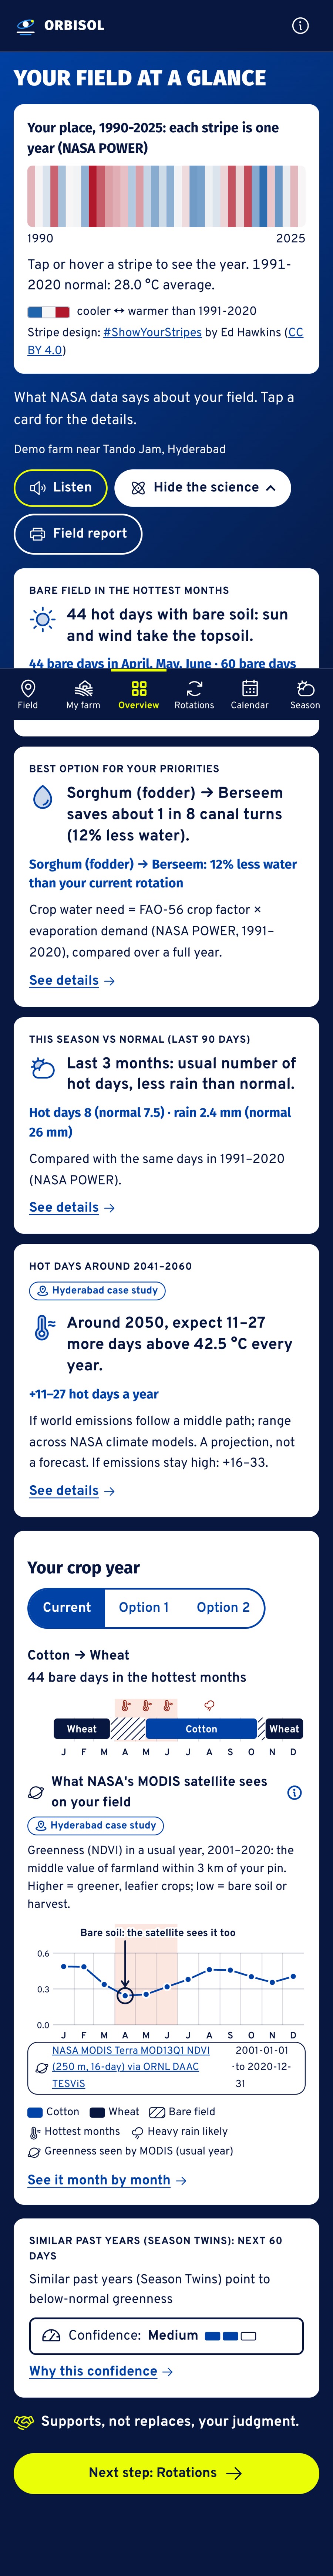 ORBISOL
YOUR FIELD AT A GLANCE
Your place, 1990-2025: each stripe is one
year (NASA POWER)
1990 2025
Tap or hover a stripe to see the year. 1991-
2020 normal: 28.0 °C average.
cooler ↔ warmer than 1991-2020
Stripe design: #ShowYourStripes by Ed Hawkins (CC
BY 4.0)
What NASA data says about your field. Tap a
card for the details.
Demo farm near Tando Jam, Hyderabad
Listen
Hide the science
Field report
BARE FIELD IN THE HOTTEST MONTHS
44 hot days with bare soil: sun
and wind take the topsoil.
44 bare days in April, May, June · 60 bare days
Field My farm Overview Rotations Calendar Season
BEST OPTION FOR YOUR PRIORITIES
Sorghum (fodder) → Berseem
saves about 1 in 8 canal turns
(12% less water).
Sorghum (fodder) → Berseem: 12% less water
than your current rotation
Crop water need = FAO-56 crop factor ×
evaporation demand (NASA POWER, 1991–
2020), compared over a full year.
See details →
THIS SEASON VS NORMAL (LAST 90 DAYS)
Last 3 months: usual number of
hot days, less rain than normal.
Hot days 8 (normal 7.5) · rain 2.4 mm (normal
26 mm)
Compared with the same days in 1991–2020
(NASA POWER).
See details →
HOT DAYS AROUND 2041–2060
Hyderabad case study
Around 2050, expect 11–27
more days above 42.5 °C every
year.
+11–27 hot days a year
If world emissions follow a middle path; range
across NASA climate models. A projection, not
a forecast. If emissions stay high: +16–33.
See details →
Your crop year
Current Option 1 Option 2
Cotton → Wheat
44 bare days in the hottest months
Wheat Cotton Wheat
J F M A M J J A S O N D
What NASA's MODIS satellite sees
on your field
Hyderabad case study
Greenness (NDVI) in a usual year, 2001–2020: the
middle value of farmland within 3 km of your pin.
Higher = greener, leafier crops; low = bare soil or
harvest.
Bare soil: the satellite sees it too
0.6
0.3
0.0
J F M A M J J A S O N D
NASA MODIS Terra MOD13Q1 NDVI
(250 m, 16-day) via ORNL DAAC
TESViS
2001-01-01
·to 2020-12-
31
Cotton Wheat Bare field
Hottest months Heavy rain likely
Greenness seen by MODIS (usual year)
See it month by month →
SIMILAR PAST YEARS (SEASON TWINS): NEXT 60
DAYS
Similar past years (Season Twins) point to
below-normal greenness
Confidence: Medium
Why this confidence →
Supports, not replaces, your judgment.
Next step: Rotations →